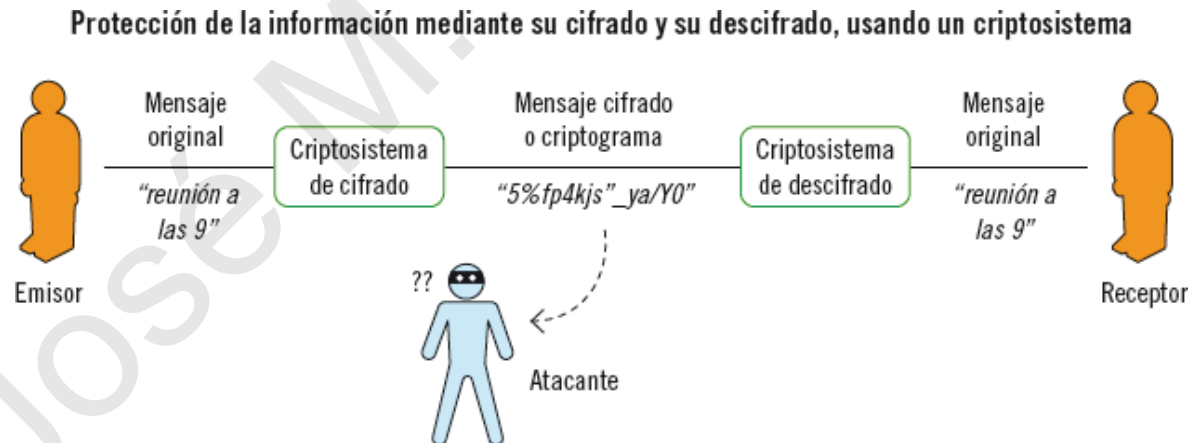 Protección de la información mediante su cifrado y su descifrado, usando un criptosistema
Mensaje
original
"reunión a
las 9"
Emisor
Criptosistema
de cifrado
Mensaje cifrado
o criptograma
"5%fp4kjs"_ya/Y0"
??
Atacante
Criptosistema
de descifrado
Mensaje
original
"reunión a
las 9"
Receptor
José M.